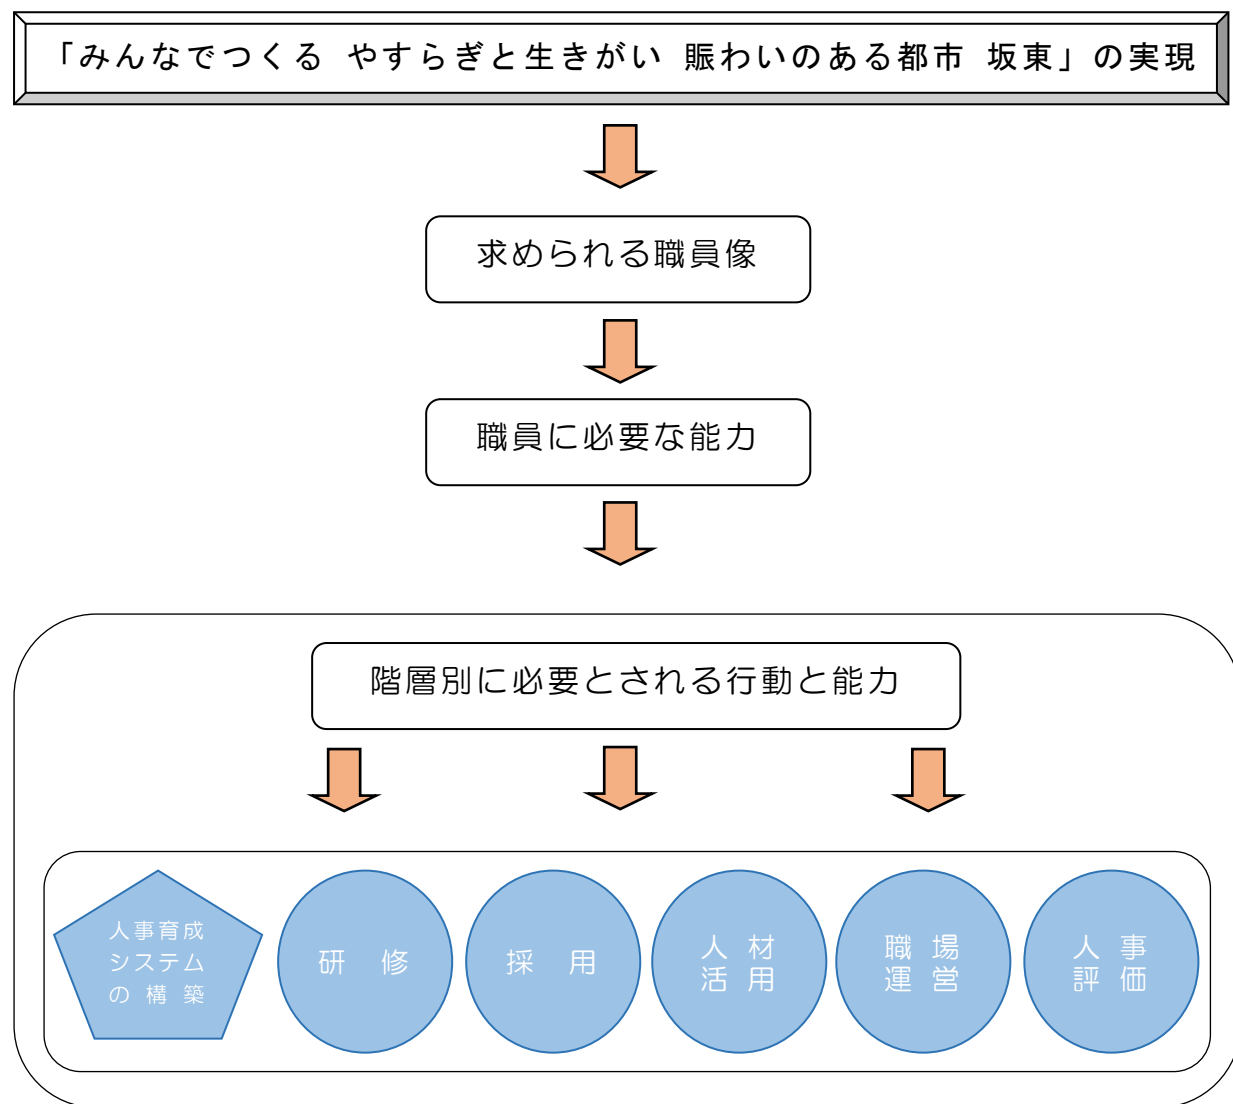 「みんなでつくる やすらぎと生きがい 賑わいのある都市 坂東」の実現
求められる職員像
職員に必要な能力
階層別に必要とされる行動と能力
人事育成
システム
の 構 築
研 修
採 用
人 材
活 用
職 場
運 営
人 事
評 価